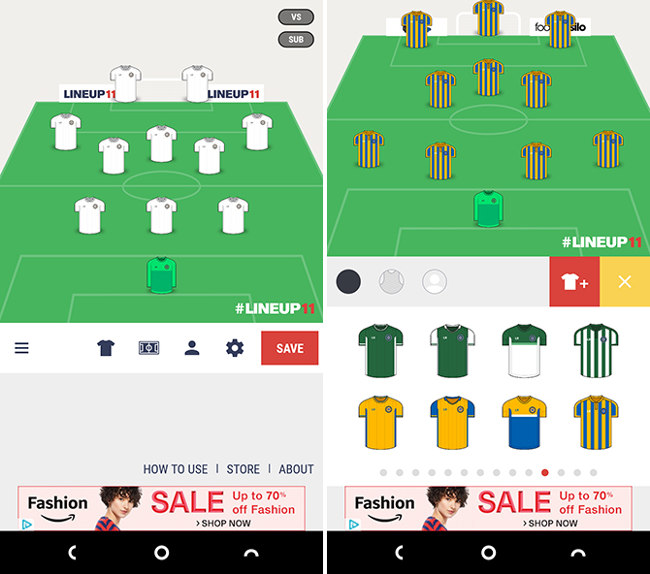 VS
SUB
LINEUP11
LINEUP11
#LINEUP11
SAVE
HOW TO USE | STORE | ABOUT
Fashion
SALE
Up to 70%
off Fashion
> SHOP NOW
silo
#LINEUP11
Fashion
SALE
Up to 70%
off Fashion
> SHOP NOW